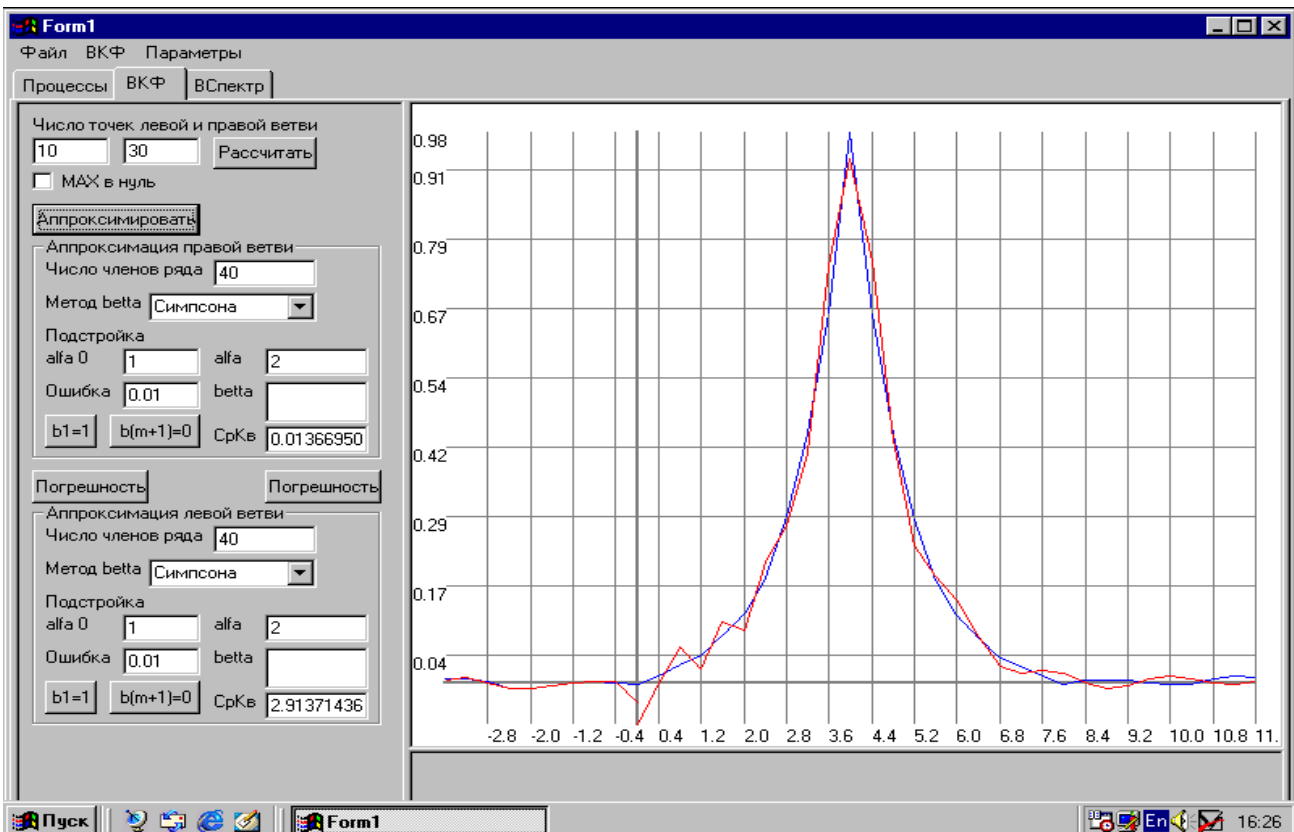 Form1
Файл ВКФ Параметры
Процессы ВКФ ВСпектр
Число точек левой и правой ветви
10 30 Рассчитать
MAX в нуль
Аппроксимировать
Аппроксимация правой ветви
Число членов ряда 40
Метод betta Симпсона
Подстройка
alfa 0 1 alfa 2
Ошибка 0.01 betta
b1=1 b(m+1)=0 СрКв 0.01366950
Погрешность Погрешность
Аппроксимация левой ветви
Число членов ряда 40
Метод betta Симпсона
Подстройка
alfa 0 1 alfa 2
Ошибка 0.01 betta
b1=1 b(m+1)=0 СрКв 2.91371436
0.98
0.91
0.79
0.67
0.54
0.42
0.29
0.17
0.04
-2.8 -2.0 -1.2 -0.4 0.4 1.2 2.0 2.8 3.6 4.4 5.2 6.0 6.8 7.6 8.4 9.2 10.0 10.8 11.
Пуск Form1 En 16:26